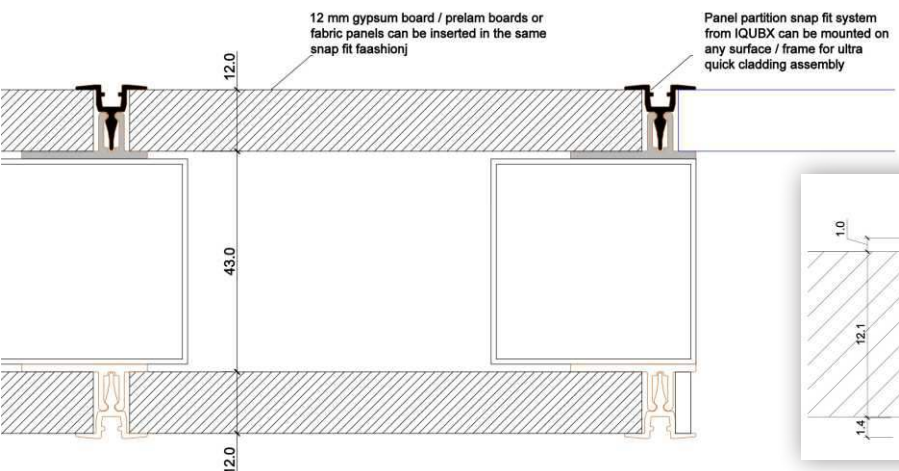 12 mm gypsum board / prelam boards or
fabric panels can be inserted in the same
snap fit faashionj
Panel partition snap fit system
from IQUBX can be mounted on
any surface / frame for ultra
quick cladding assembly
12.0
43.0
12.0
1.0
12.1
1.4